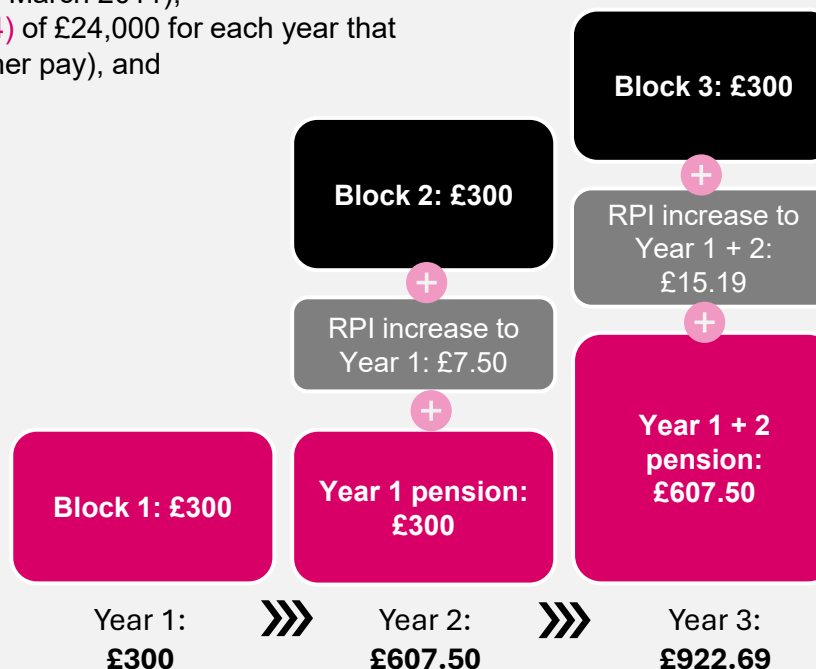 of £24,000 for each year that
pay), and
Block 3: £300
+
RPI increase to
Year 1 + 2:
£15.19
+
Year 1 + 2
pension:
£607.50
Block 2: £300
+
RPI increase to
Year 1: £7.50
+
Year 1 pension:
£300
Block 1: £300
Year 1:
£300
Year 2:
£607.50
Year 3:
£922.69